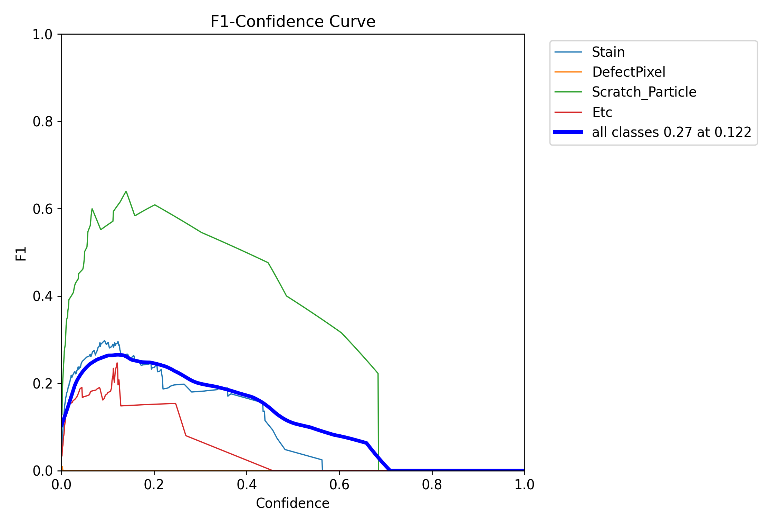 F1-Confidence Curve
1.0
0.8
0.6
0.4
0.2
0.0
F1
0.0 0.2 0.4 0.6 0.8 1.0
Confidence
Stain
DefectPixel
Scratch_Particle
Etc
all classes 0.27 at 0.122